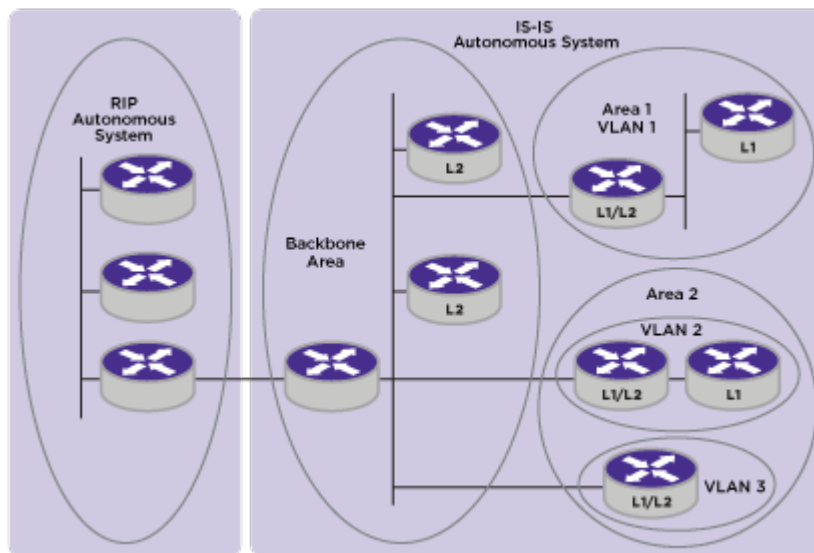 IS-IS
Autonomous System
RIP
Autonomous
System
Area 1
VLAN 1
L1
L2
L1/L2
Backbone
Area
L2
Area 2
VLAN 2
L1/L2
L1
L1/L2
VLAN 3